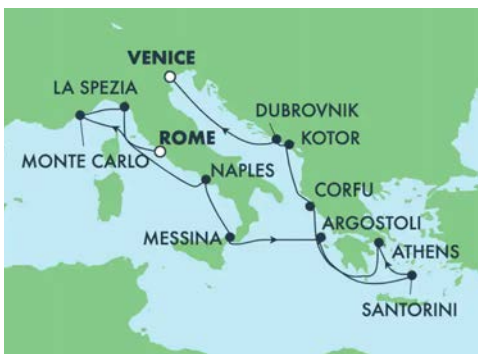 VENICE
LA SPEZIA
DUBROVNIK
ROME
KOTOR
MONTE CARLO
NAPLES
CORFU
ARGOSTOLI
MESSINA
ATHENS
SANTORINI